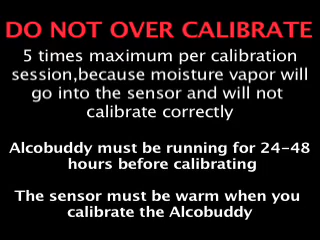 DO NOT OVER CALIBRATE
5 times maximum per calibration
session,because moisture vapor will
go into the sensor and will not
calibrate correctly
Alcobuddy must be running for 24-48
hours before calibrating
The sensor must be warm when you
calibrate the Alcobuddy